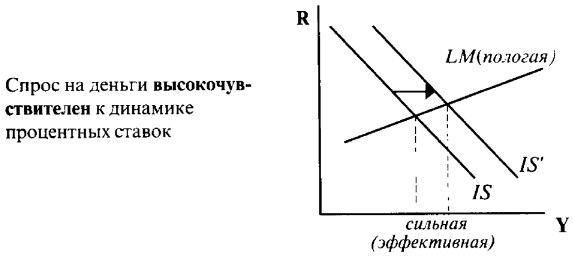 Спрос на деньги высокочув-
ствителен к динамике
процентных ставок
R
LM(пологая)
IS'
IS
сильная
(эффективная)
Y